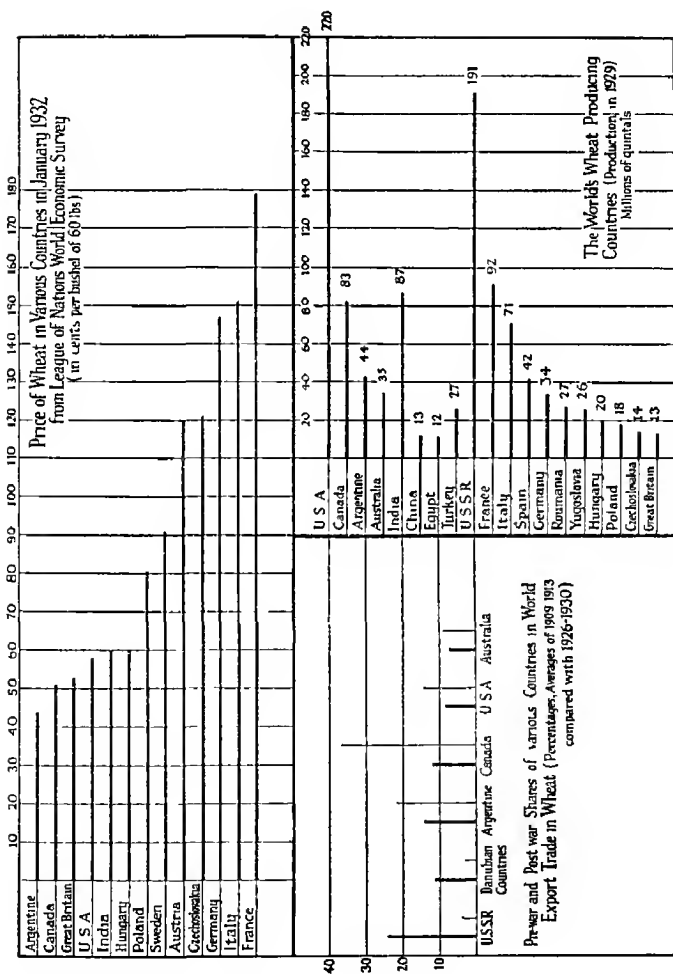 Price of Wheat in Various Countries in January 1932
from League of Nations World Economic Survey
(in cents per bushel of 60 lbs)
10 20 30 40 50 60 70 80 90 100 110 120 130 140 150 160 170 180
Argentine
Canada
Great Britain
U S A
India
Hungary
Poland
Sweden
Austria
Czechoslovakia
Germany
Italy
France
40
30
20
10
USSR
Danubian
Countries
Argentine
Canada
U S A
Australia
Pre-war and Post war Shares of various Countries in World
Export Trade in Wheat (Percentages, Averages of 1909 1913
compared with 1926-1930)
20 40 60 80 100 120 140 160 180 200 220
U S A 220
Canada 83
Argentine 44
Australia 35
India 87
China 13
Egypt 12
Turkey 27
U S S R 191
France 92
Italy 71
Spain 42
Germany 34
Roumania 27
Yugoslavia 26
Hungary 20
Poland 18
Czechoslovakia 14
Great Britain 13
The World's Wheat Producing
Countries (Production in 1929)
Millions of quintals